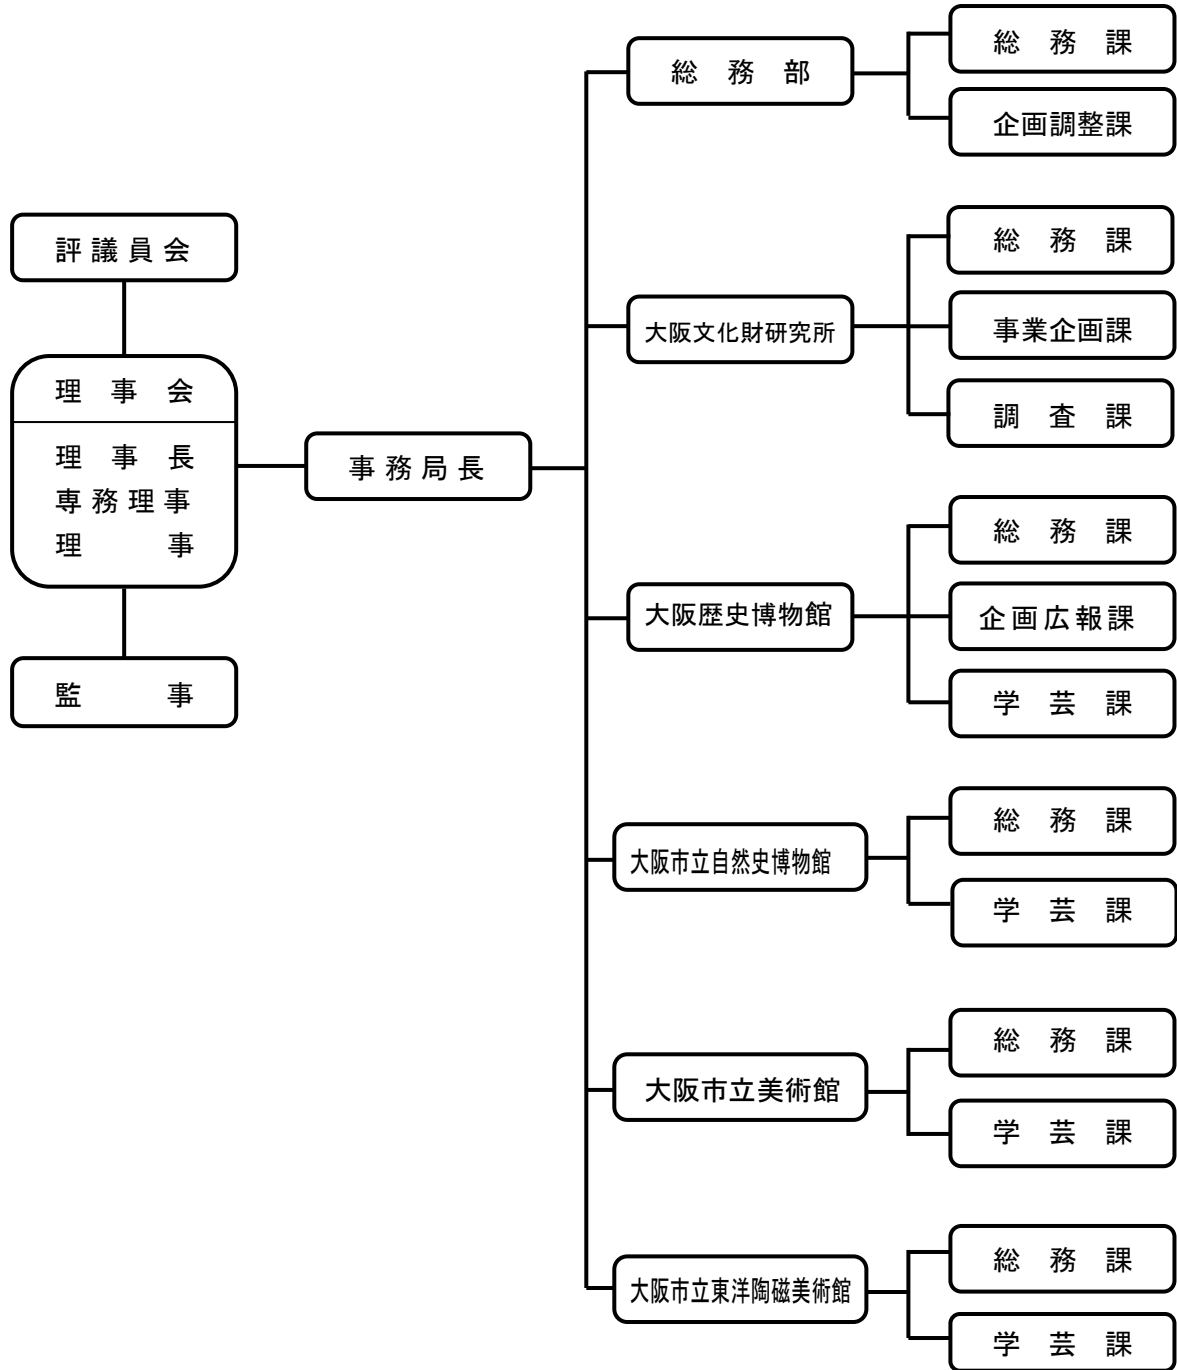 評議員会
理事会
理事長
専務理事
理事
監事
事務局長
総務部
総務課
企画調整課
大阪文化財研究所
総務課
事業企画課
調査課
大阪歴史博物館
総務課
企画広報課
学芸課
大阪市立自然史博物館
総務課
学芸課
大阪市立美術館
総務課
学芸課
大阪市立東洋陶磁美術館
総務課
学芸課